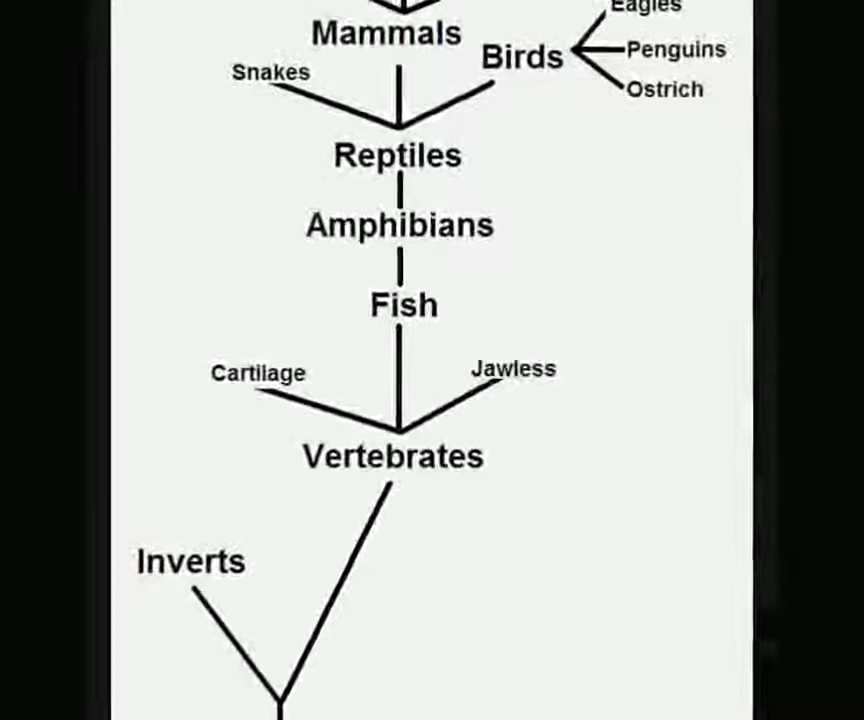 Eagles
Mammals
Birds
Penguins
Snakes
Ostrich
Reptiles
Amphibians
Fish
Cartilage
Jawless
Vertebrates
Inverts